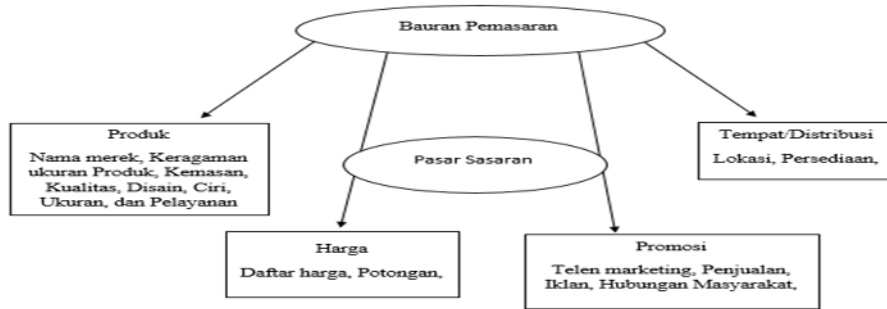 Bauran Pemasaran
Produk
Nama merek, Keragaman
ukuran Produk, Kemasan,
Kualitas, Disain, Ciri,
Ukuran, dan Pelayanan
Pasar Sasaran
Tempat/Distribusi
Lokasi, Persediaan,
Harga
Daftar harga, Potongan,
Promosi
Telen marketing, Penjualan,
Iklan, Hubungan Masyarakat,